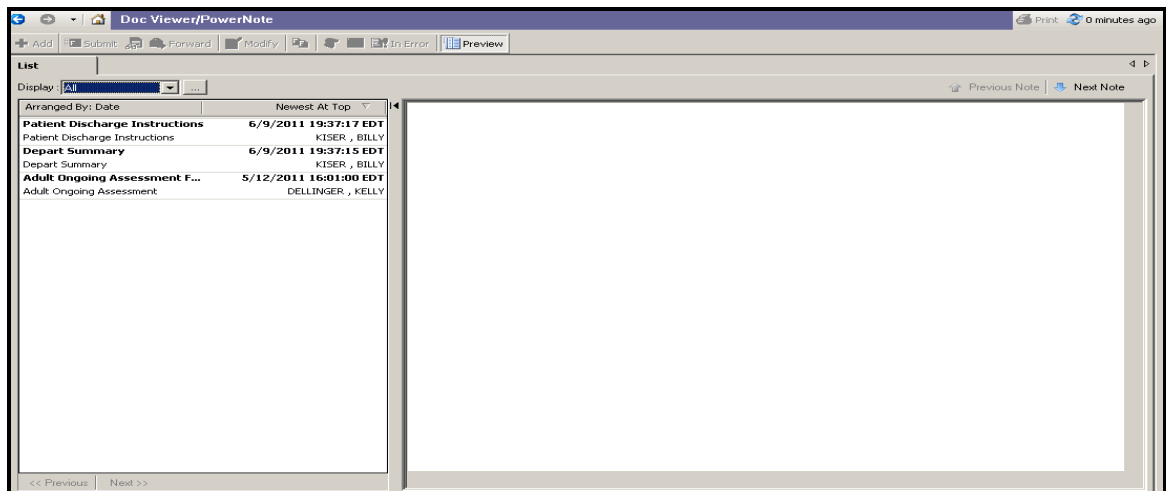 Doc Viewer/PowerNote Print 0 minutes ago
Add Submit Forward Modify In Error Preview
List
Display : All ... Previous Note Next Note
Arranged By: Date Newest At Top
Patient Discharge Instructions 6/9/2011 19:37:17 EDT
Patient Discharge Instructions KISER , BILLY
Depart Summary 6/9/2011 19:37:15 EDT
Depart Summary KISER , BILLY
Adult Ongoing Assessment F... 5/12/2011 16:01:00 EDT
Adult Ongoing Assessment DELLINGER , KELLY
<< Previous Next >>